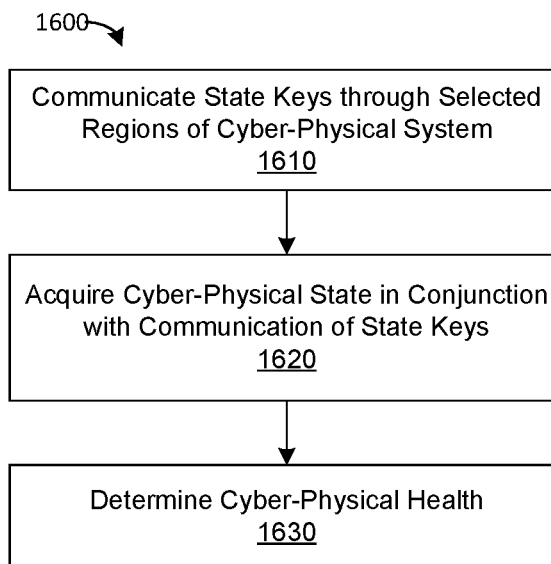 1600
Communicate State Keys through Selected
Regions of Cyber-Physical System
1610
Acquire Cyber-Physical State in Conjunction
with Communication of State Keys
1620
Determine Cyber-Physical Health
1630